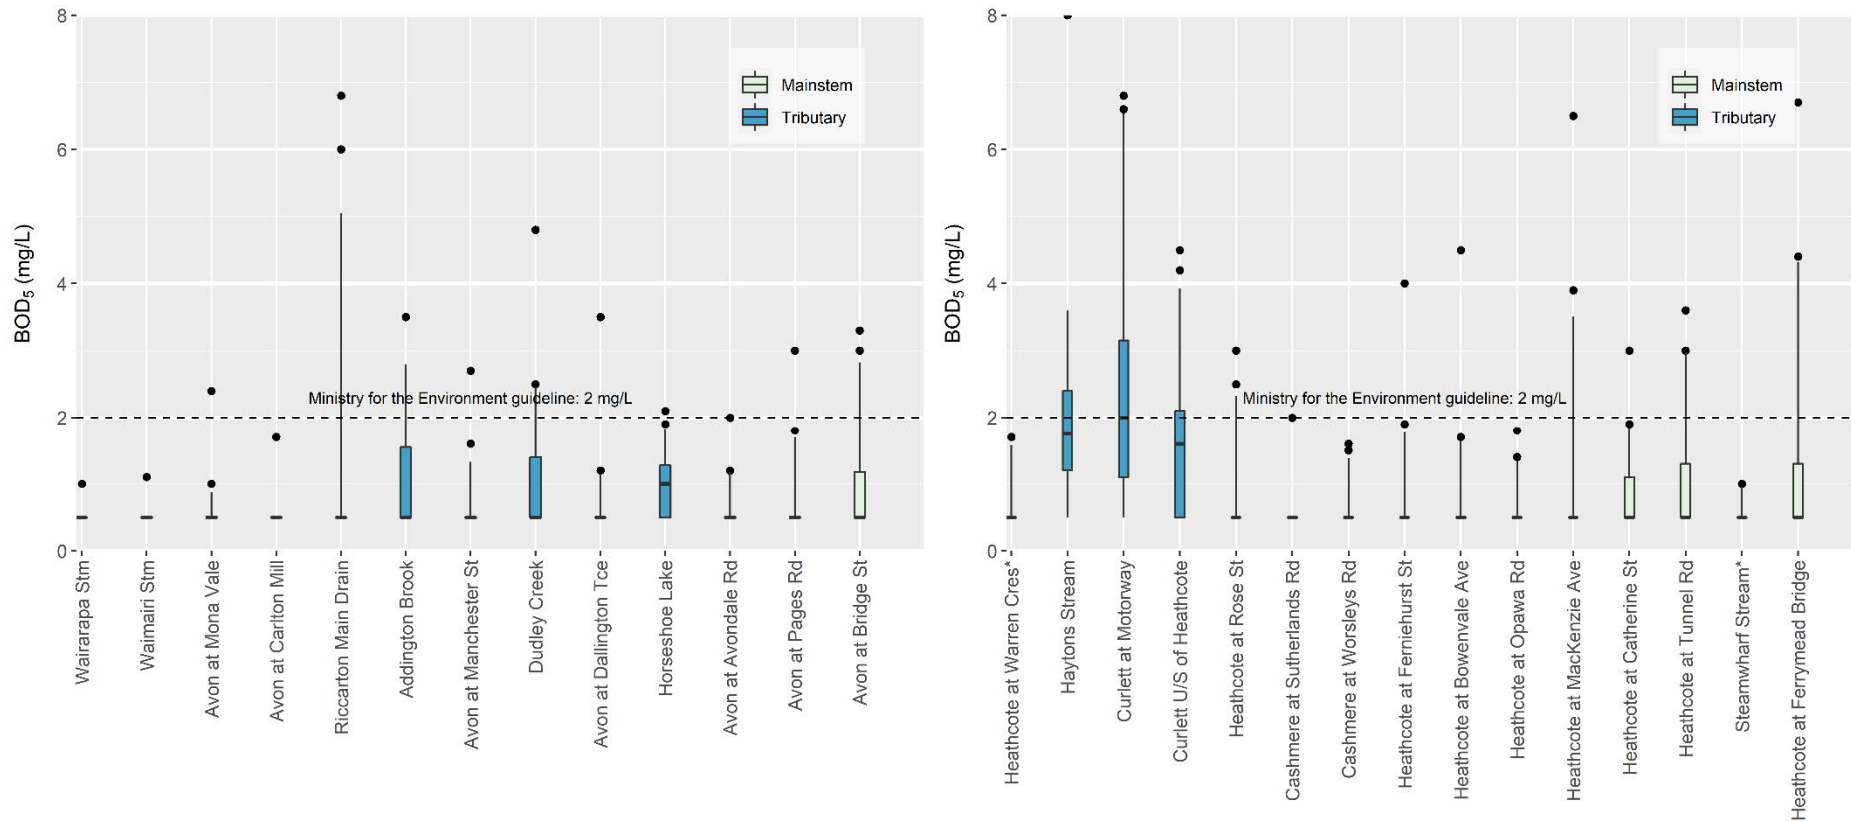 8
6
4
2
0
BOD5 (mg/L)
Mainstem
Tributary
Ministry for the Environment guideline: 2 mg/L
Wairarapa Stm
Waimairi Stm
Avon at Mona Vale
Avon at Carlton Mill
Riccarton Main Drain
Addington Brook
Avon at Manchester St
Dudley Creek
Avon at Dallington Tce
Horseshoe Lake
Avon at Avondale Rd
Avon at Pages Rd
Avon at Bridge St
8
6
4
2
0
BOD5 (mg/L)
Mainstem
Tributary
Ministry for the Environment guideline: 2 mg/L
Heathcote at Warren Cres*
Haytons Stream
Curlett at Motorway
Curlett U/S of Heathcote
Heathcote at Rose St
Cashmere at Sutherlands Rd
Cashmere at Worsleys Rd
Heathcote at Ferniehurst St
Heathcote at Bowenvale Ave
Heathcote at Opawa Rd
Heathcote at MacKenzie Ave
Heathcote at Catherine St
Heathcote at Tunnel Rd
Steamwharf Stream*
Heathcote at Ferrymead Bridge